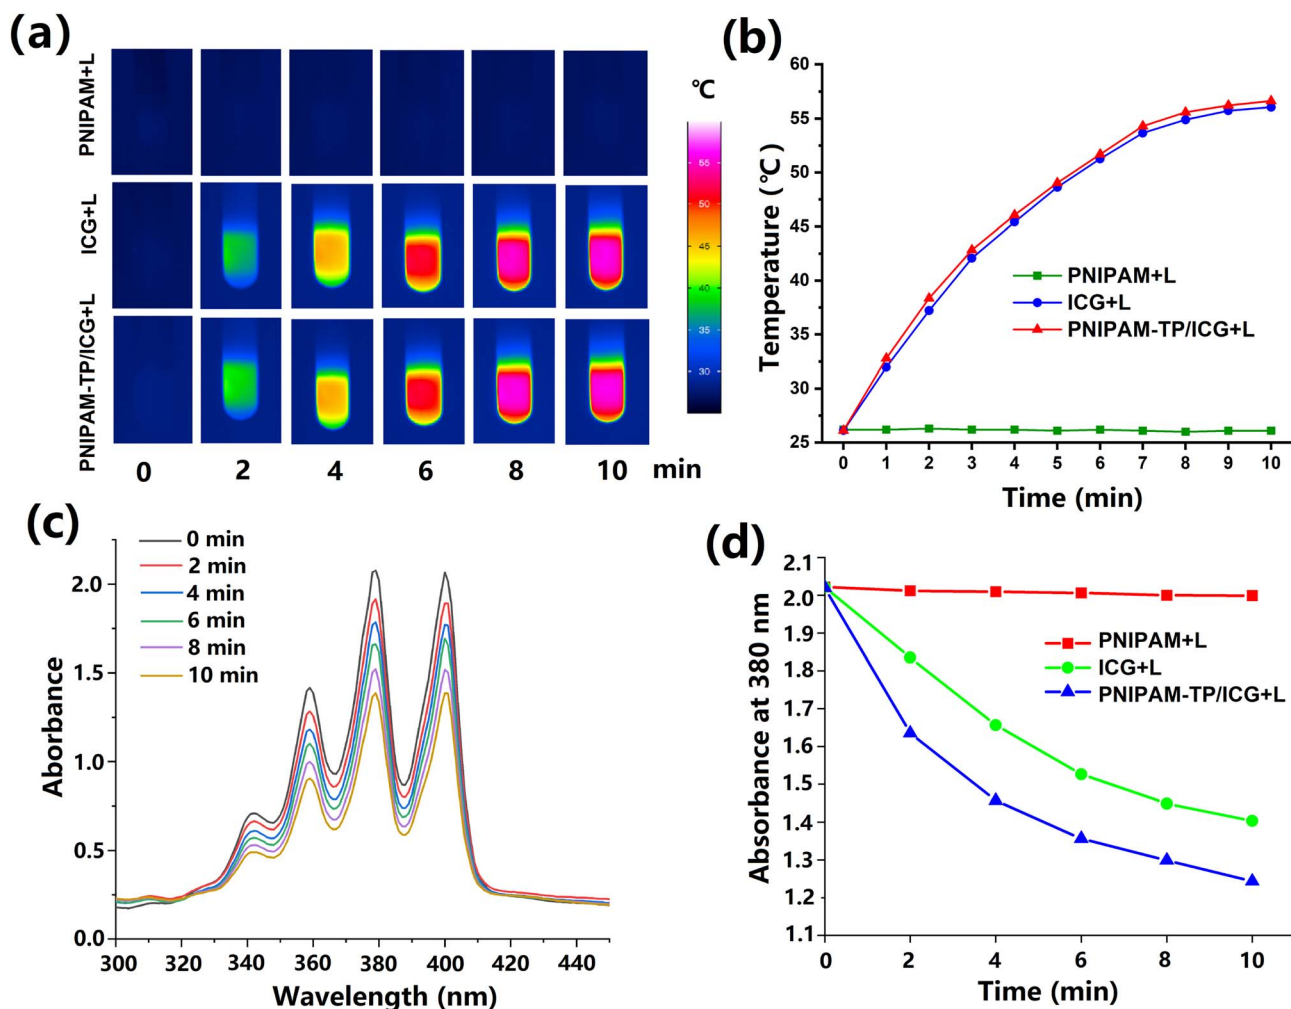 (a)
PNIPAM+L
ICG+L
PNIPAM-TP/ICG+L
0 2 4 6 8 10 min
℃
55
50
45
40
35
30
(b)
60
55
50
45
40
35
30
25
Temperature (℃)
PNIPAM+L
ICG+L
PNIPAM-TP/ICG+L
0 1 2 3 4 5 6 7 8 9 10
Time (min)
(c)
0 min
2 min
4 min
6 min
8 min
10 min
2.0
1.5
1.0
0.5
0.0
Aborbance
300 320 340 360 380 400 420 440
Wavelength (nm)
(d)
2.1
2.0
1.9
1.8
1.7
1.6
1.5
1.4
1.3
1.2
1.1
Absorbance at 380 nm
PNIPAM+L
ICG+L
PNIPAM-TP/ICG+L
0 2 4 6 8 10
Time (min)